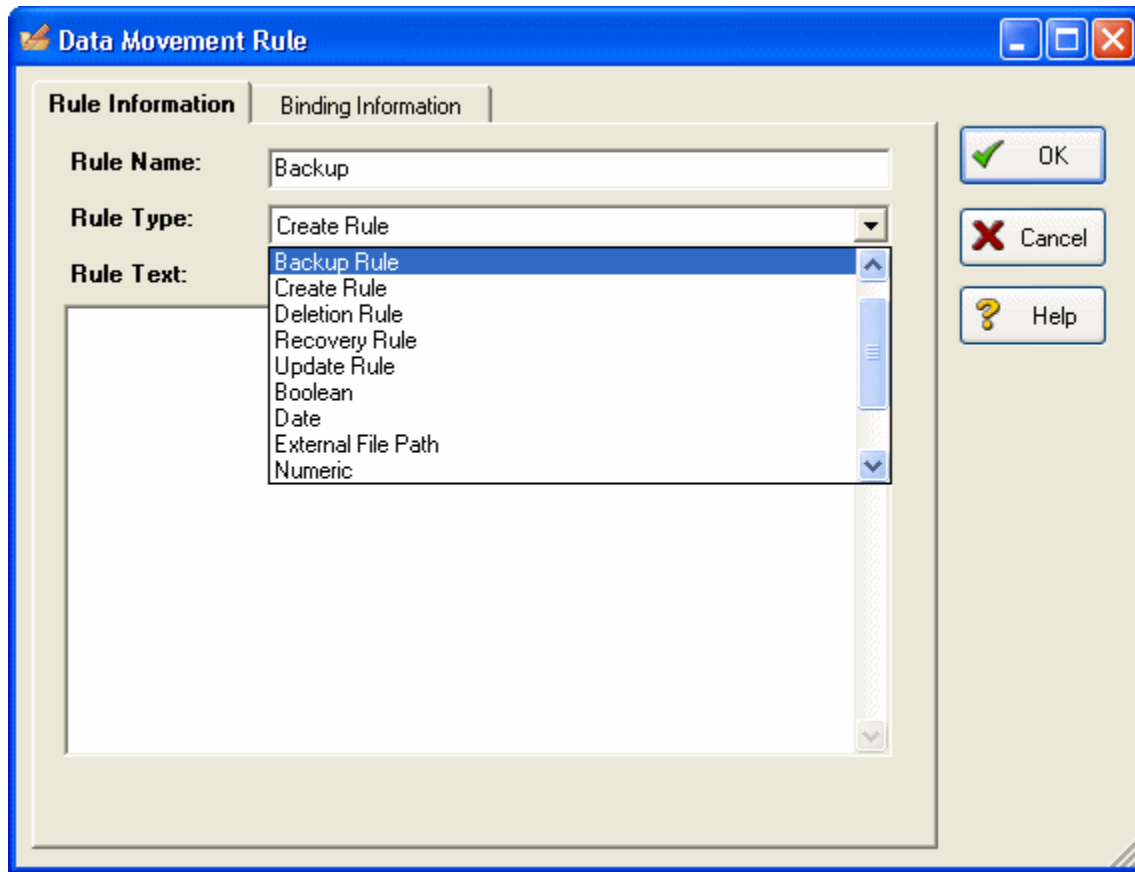 Data Movement Rule
Rule Information
Binding Information
Rule Name:
Backup
Rule Type:
Create Rule
Rule Text:
Backup Rule
Create Rule
Deletion Rule
Recovery Rule
Update Rule
Boolean
Date
External File Path
Numeric
OK
Cancel
Help